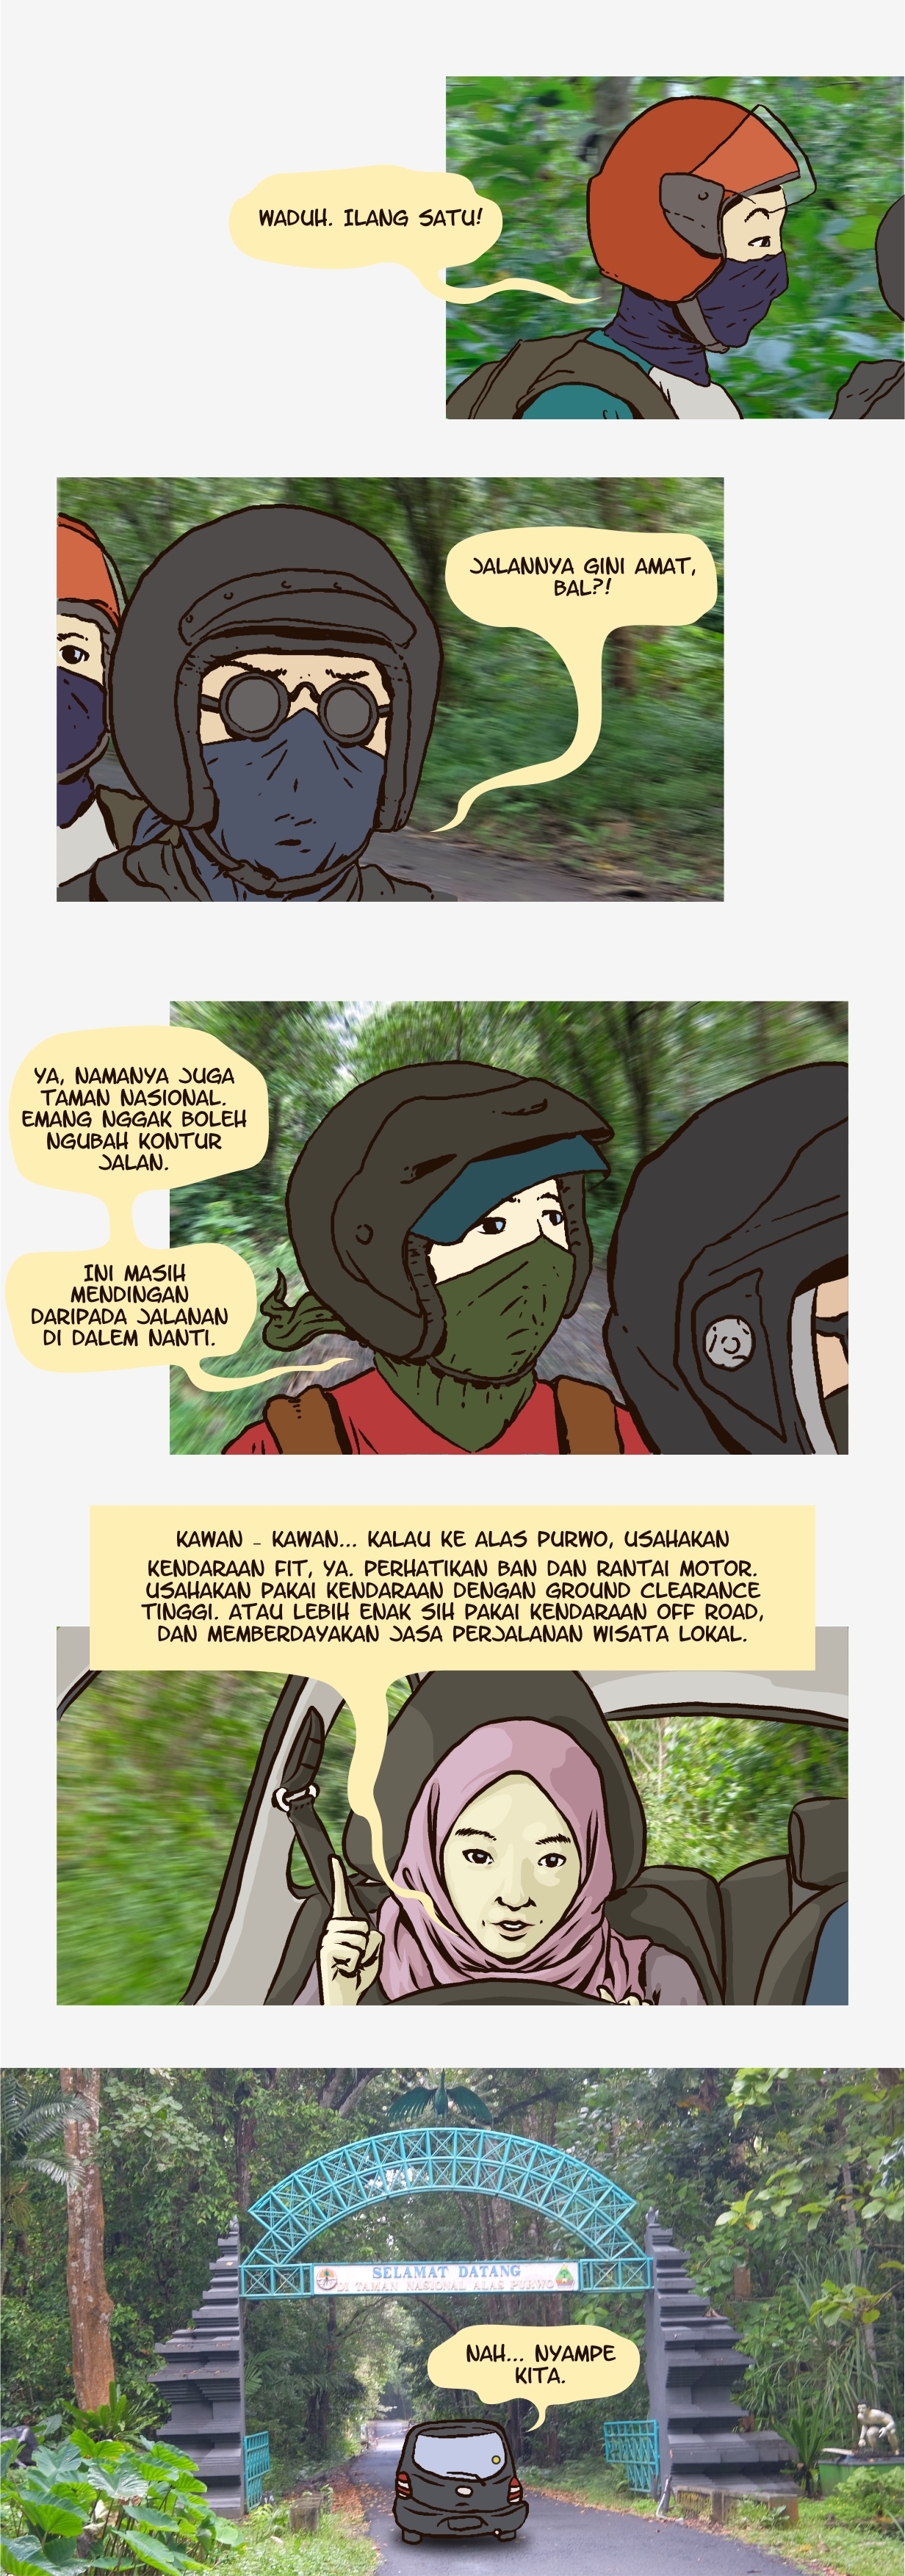 WADUH. ILANG SATU!
JALANNYA GINI AMAT,
BAL?!
YA, NAMANYA JUGA
TAMAN NASIONAL.
EMANG NGGAK BOLEH
NGUBAH KONTUR
JALAN.
INI MASIH
MENDINGAN
DARIPADA JALANAN
DI DALEM NANTI.
KAWAN - KAWAN... KALAU KE ALAS PURWO, USAHAKAN
KENDARAAN FIT, YA. PERHATIKAN BAN DAN RANTAI MOTOR.
USAHAKAN PAKAI KENDARAAN DENGAN GROUND CLEARANCE
TINGGI. ATAU LEBIH ENAK SIH PAKAI KENDARAAN OFF ROAD,
DAN MEMBERDAYAKAN JASA PERJALANAN WISATA LOKAL.
SELAMAT DATANG
DI TAMAN NASIONAL ALAS PURWO
NAH... NYAMPE
KITA.